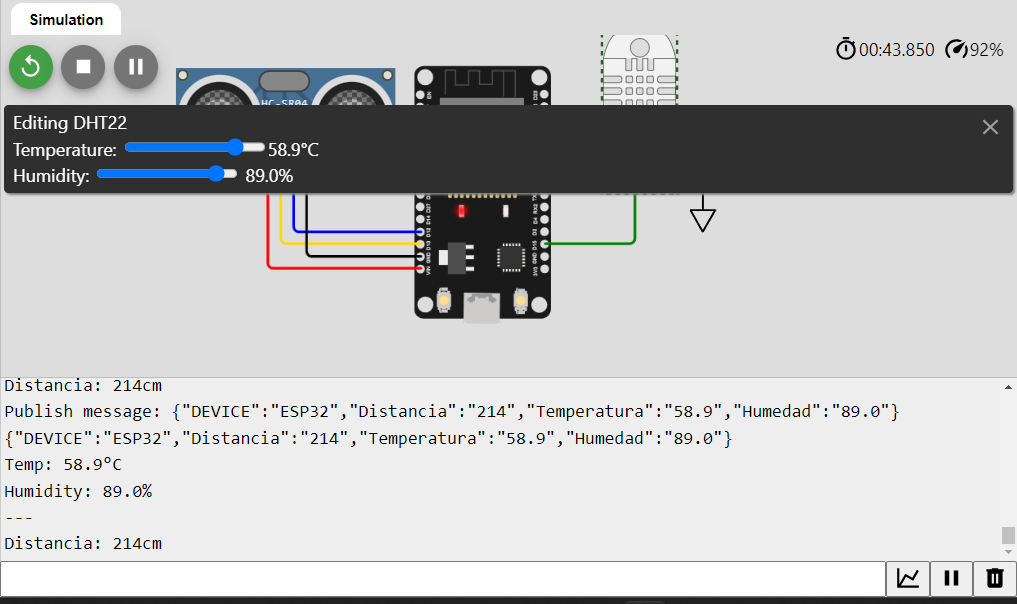 Simulation
00:43.850 92%
HC-SR04
Editing DHT22
Temperature: 58.9°C
Humidity: 89.0%
Distancia: 214cm
Publish message: {"DEVICE":"ESP32","Distancia":"214","Temperatura":"58.9","Humedad":"89.0"}
{"DEVICE":"ESP32","Distancia":"214","Temperatura":"58.9","Humedad":"89.0"}
Temp: 58.9°C
Humidity: 89.0%
---
Distancia: 214cm